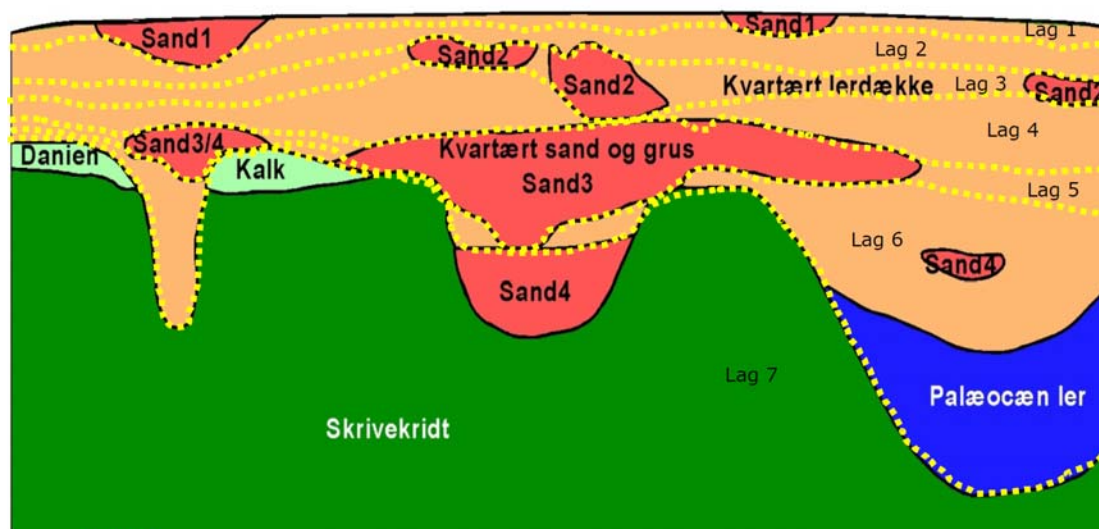 Sand1
Sand1
Lag 1
Sand2
Lag 2
Sand2
Kvartært lerdække
Lag 3
Sand2
Sand3/4
Lag 4
Danien
Kalk
Kvartært sand og grus
Sand3
Lag 5
Lag 6
Sand4
Sand4
Lag 7
Palæocæn ler
Skrivekridt